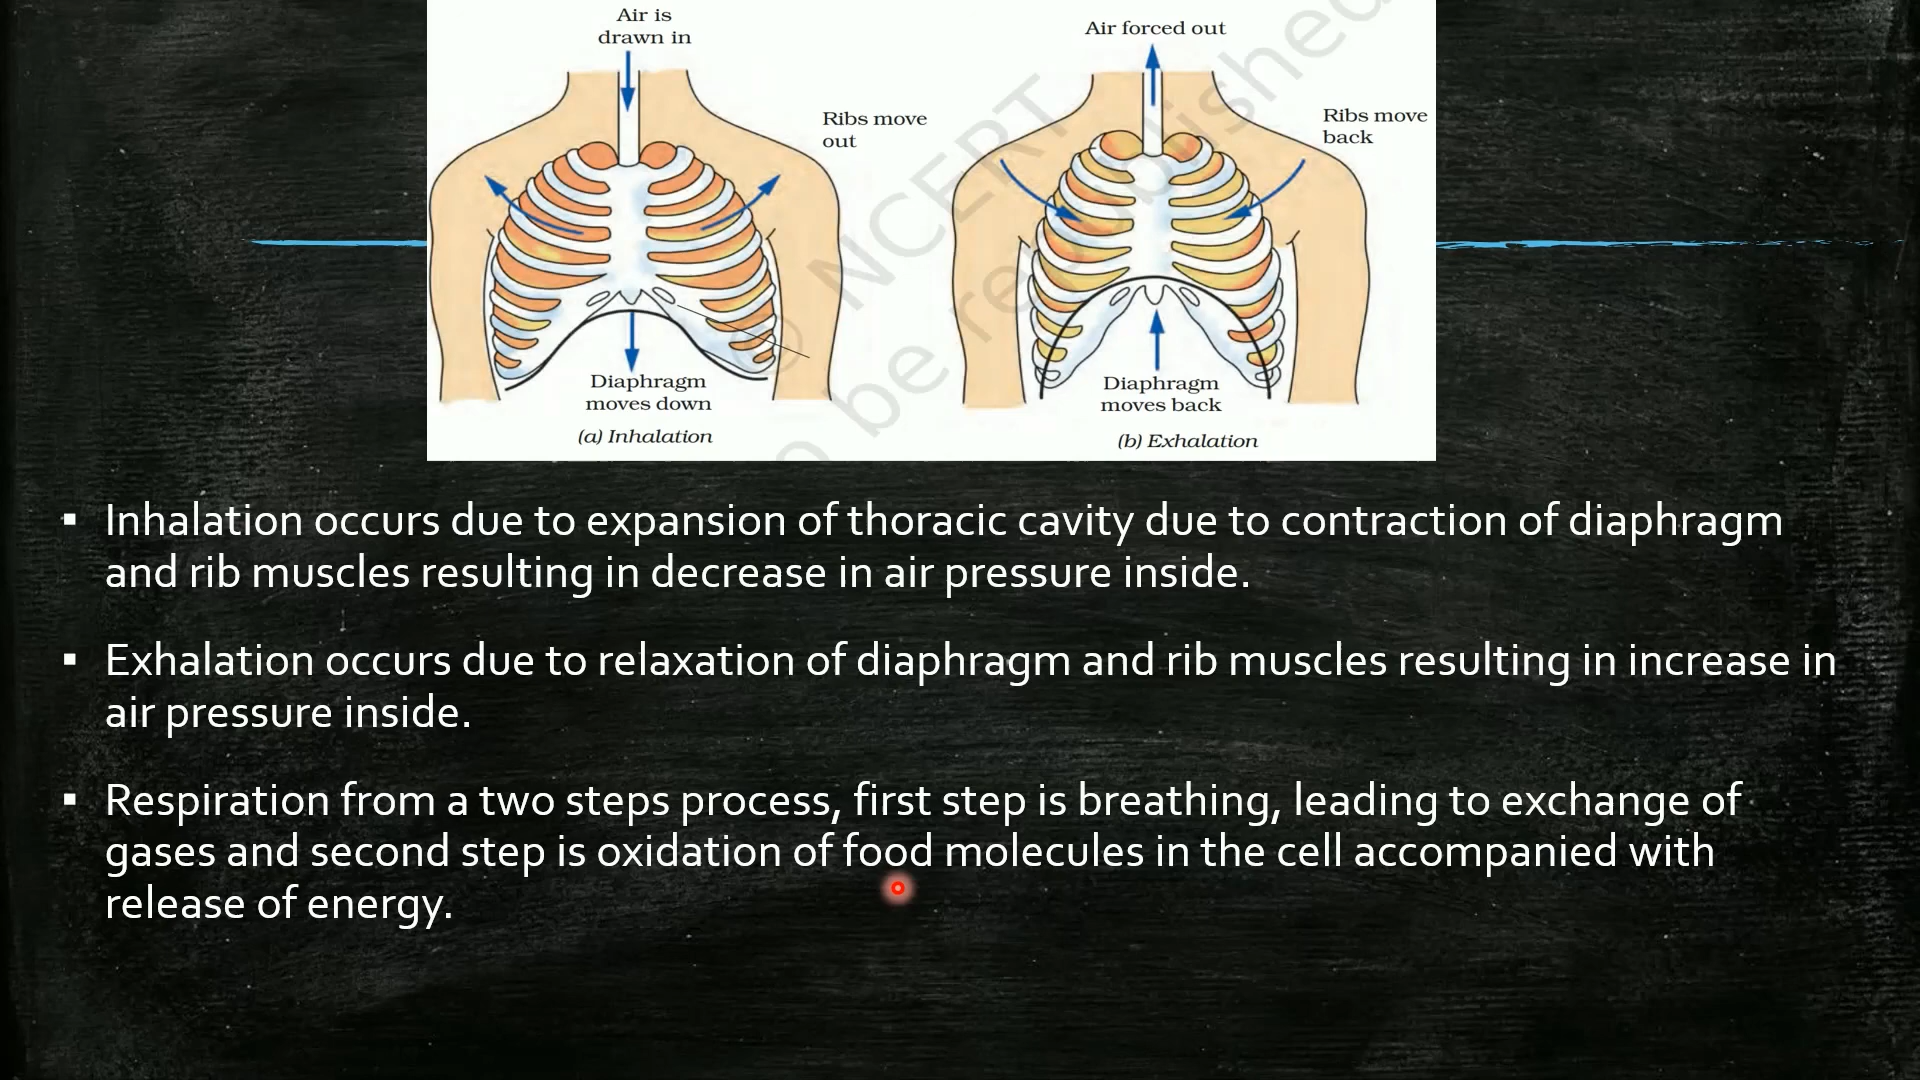 Air is
drawn in
Ribs move
out
Diaphragm
moves down
(a) Inhalation
Air forced out
Ribs move
back
Diaphragm
moves back
(b) Exhalation
© NCERT
o be republished
▪ Inhalation occurs due to expansion of thoracic cavity due to contraction of diaphragm
and rib muscles resulting in decrease in air pressure inside.
▪ Exhalation occurs due to relaxation of diaphragm and rib muscles resulting in increase in
air pressure inside.
▪ Respiration from a two steps process, first step is breathing, leading to exchange of
gases and second step is oxidation of food molecules in the cell accompanied with
release of energy.